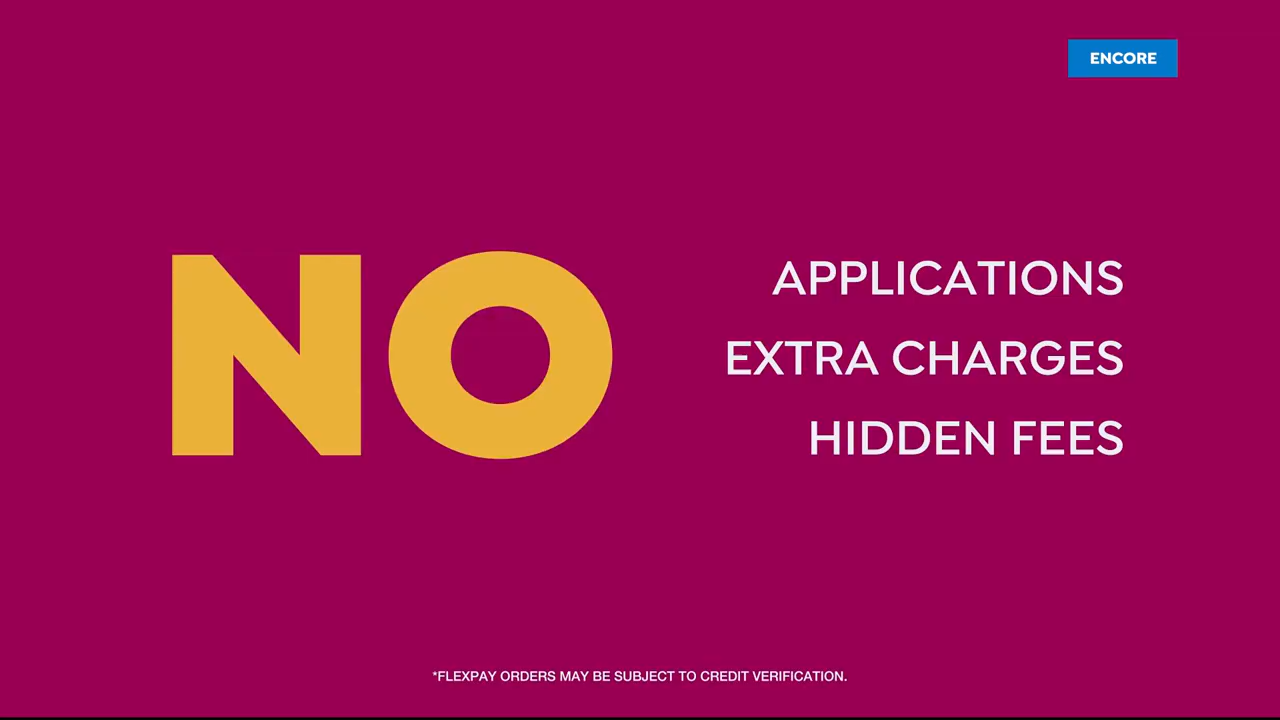 ENCORE
NO
APPLICATIONS
EXTRA CHARGES
HIDDEN FEES
*FLEXPAY ORDERS MAY BE SUBJECT TO CREDIT VERIFICATION.